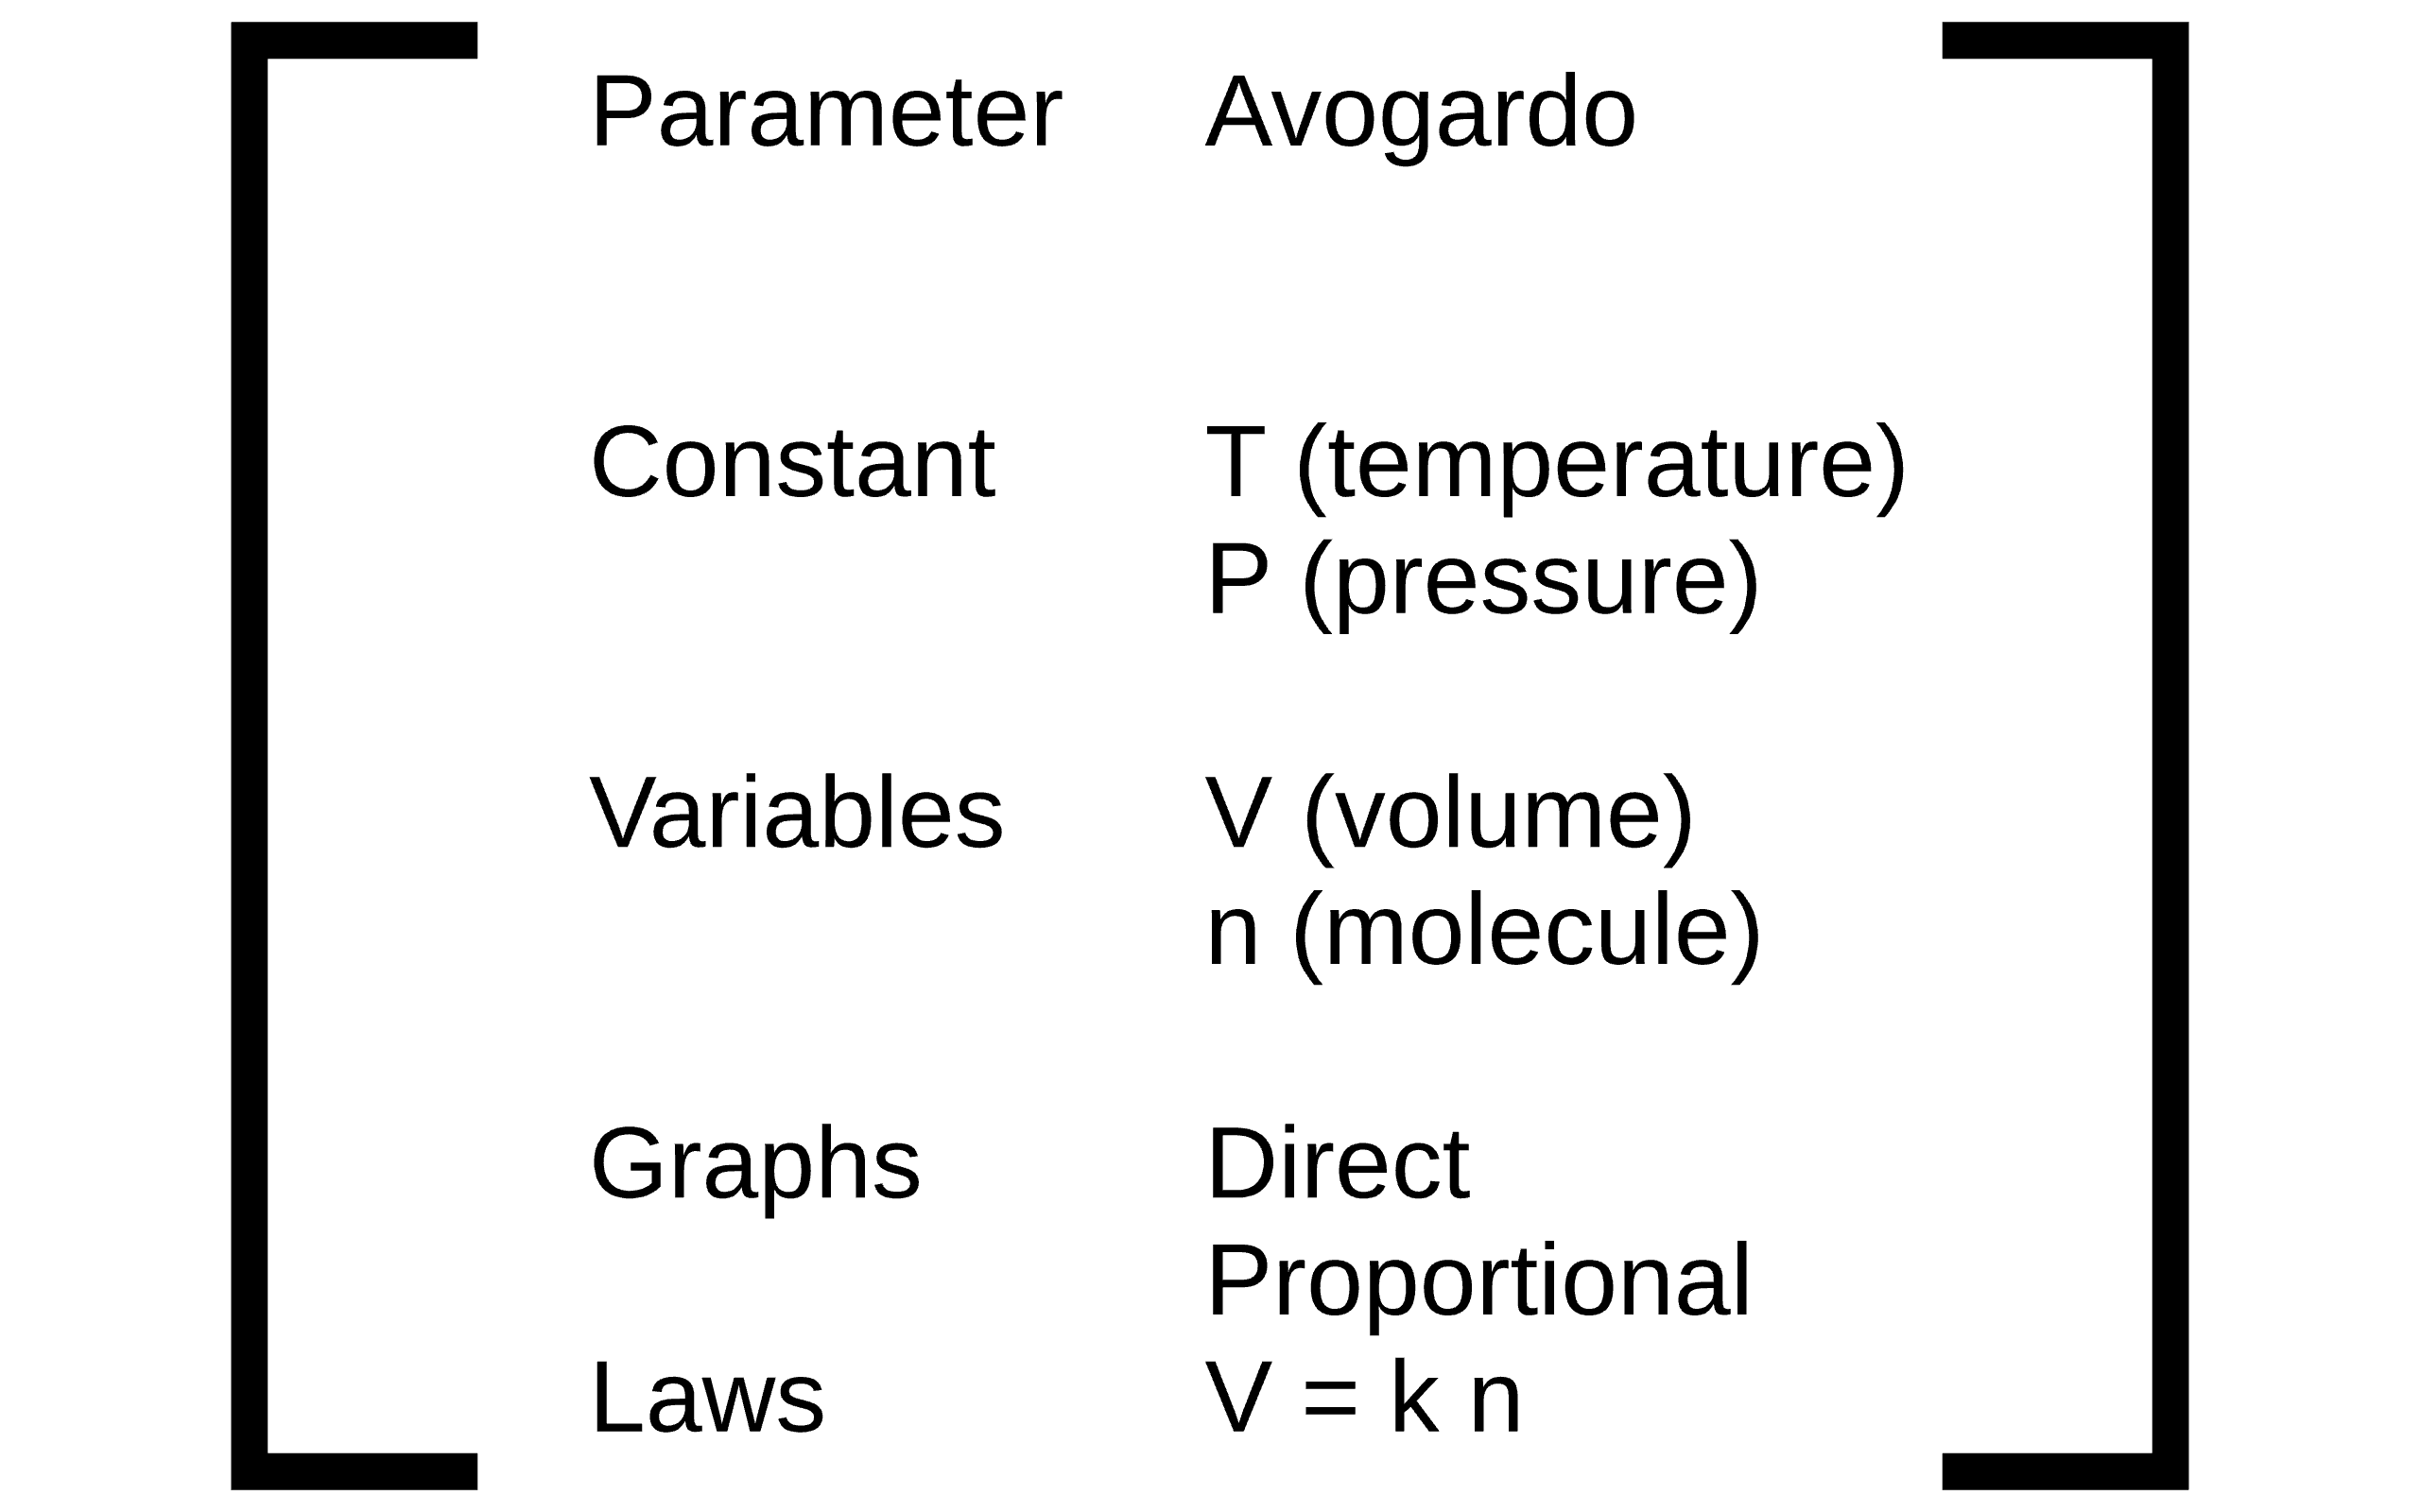 Parameter Avogardo
Constant T (temperature)
P (pressure)
Variables V (volume)
n (molecule)
Graphs Direct
Proportional
Laws V = k n